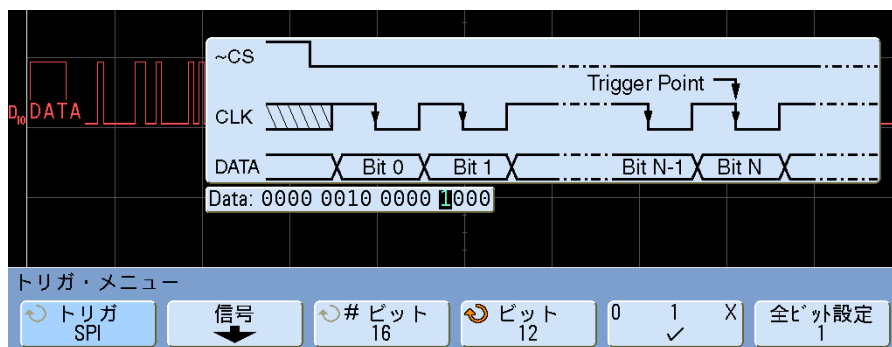 ~CS
Trigger Point
D10 DATA
CLK
DATA Bit 0 Bit 1 Bit N-1 Bit N
Data: 0000 0010 0000 1000
トリガ・メニュー
トリガ 信号 # ビット ビット 0 1 X 全ビット設定
SPI 16 12 ✓ 1